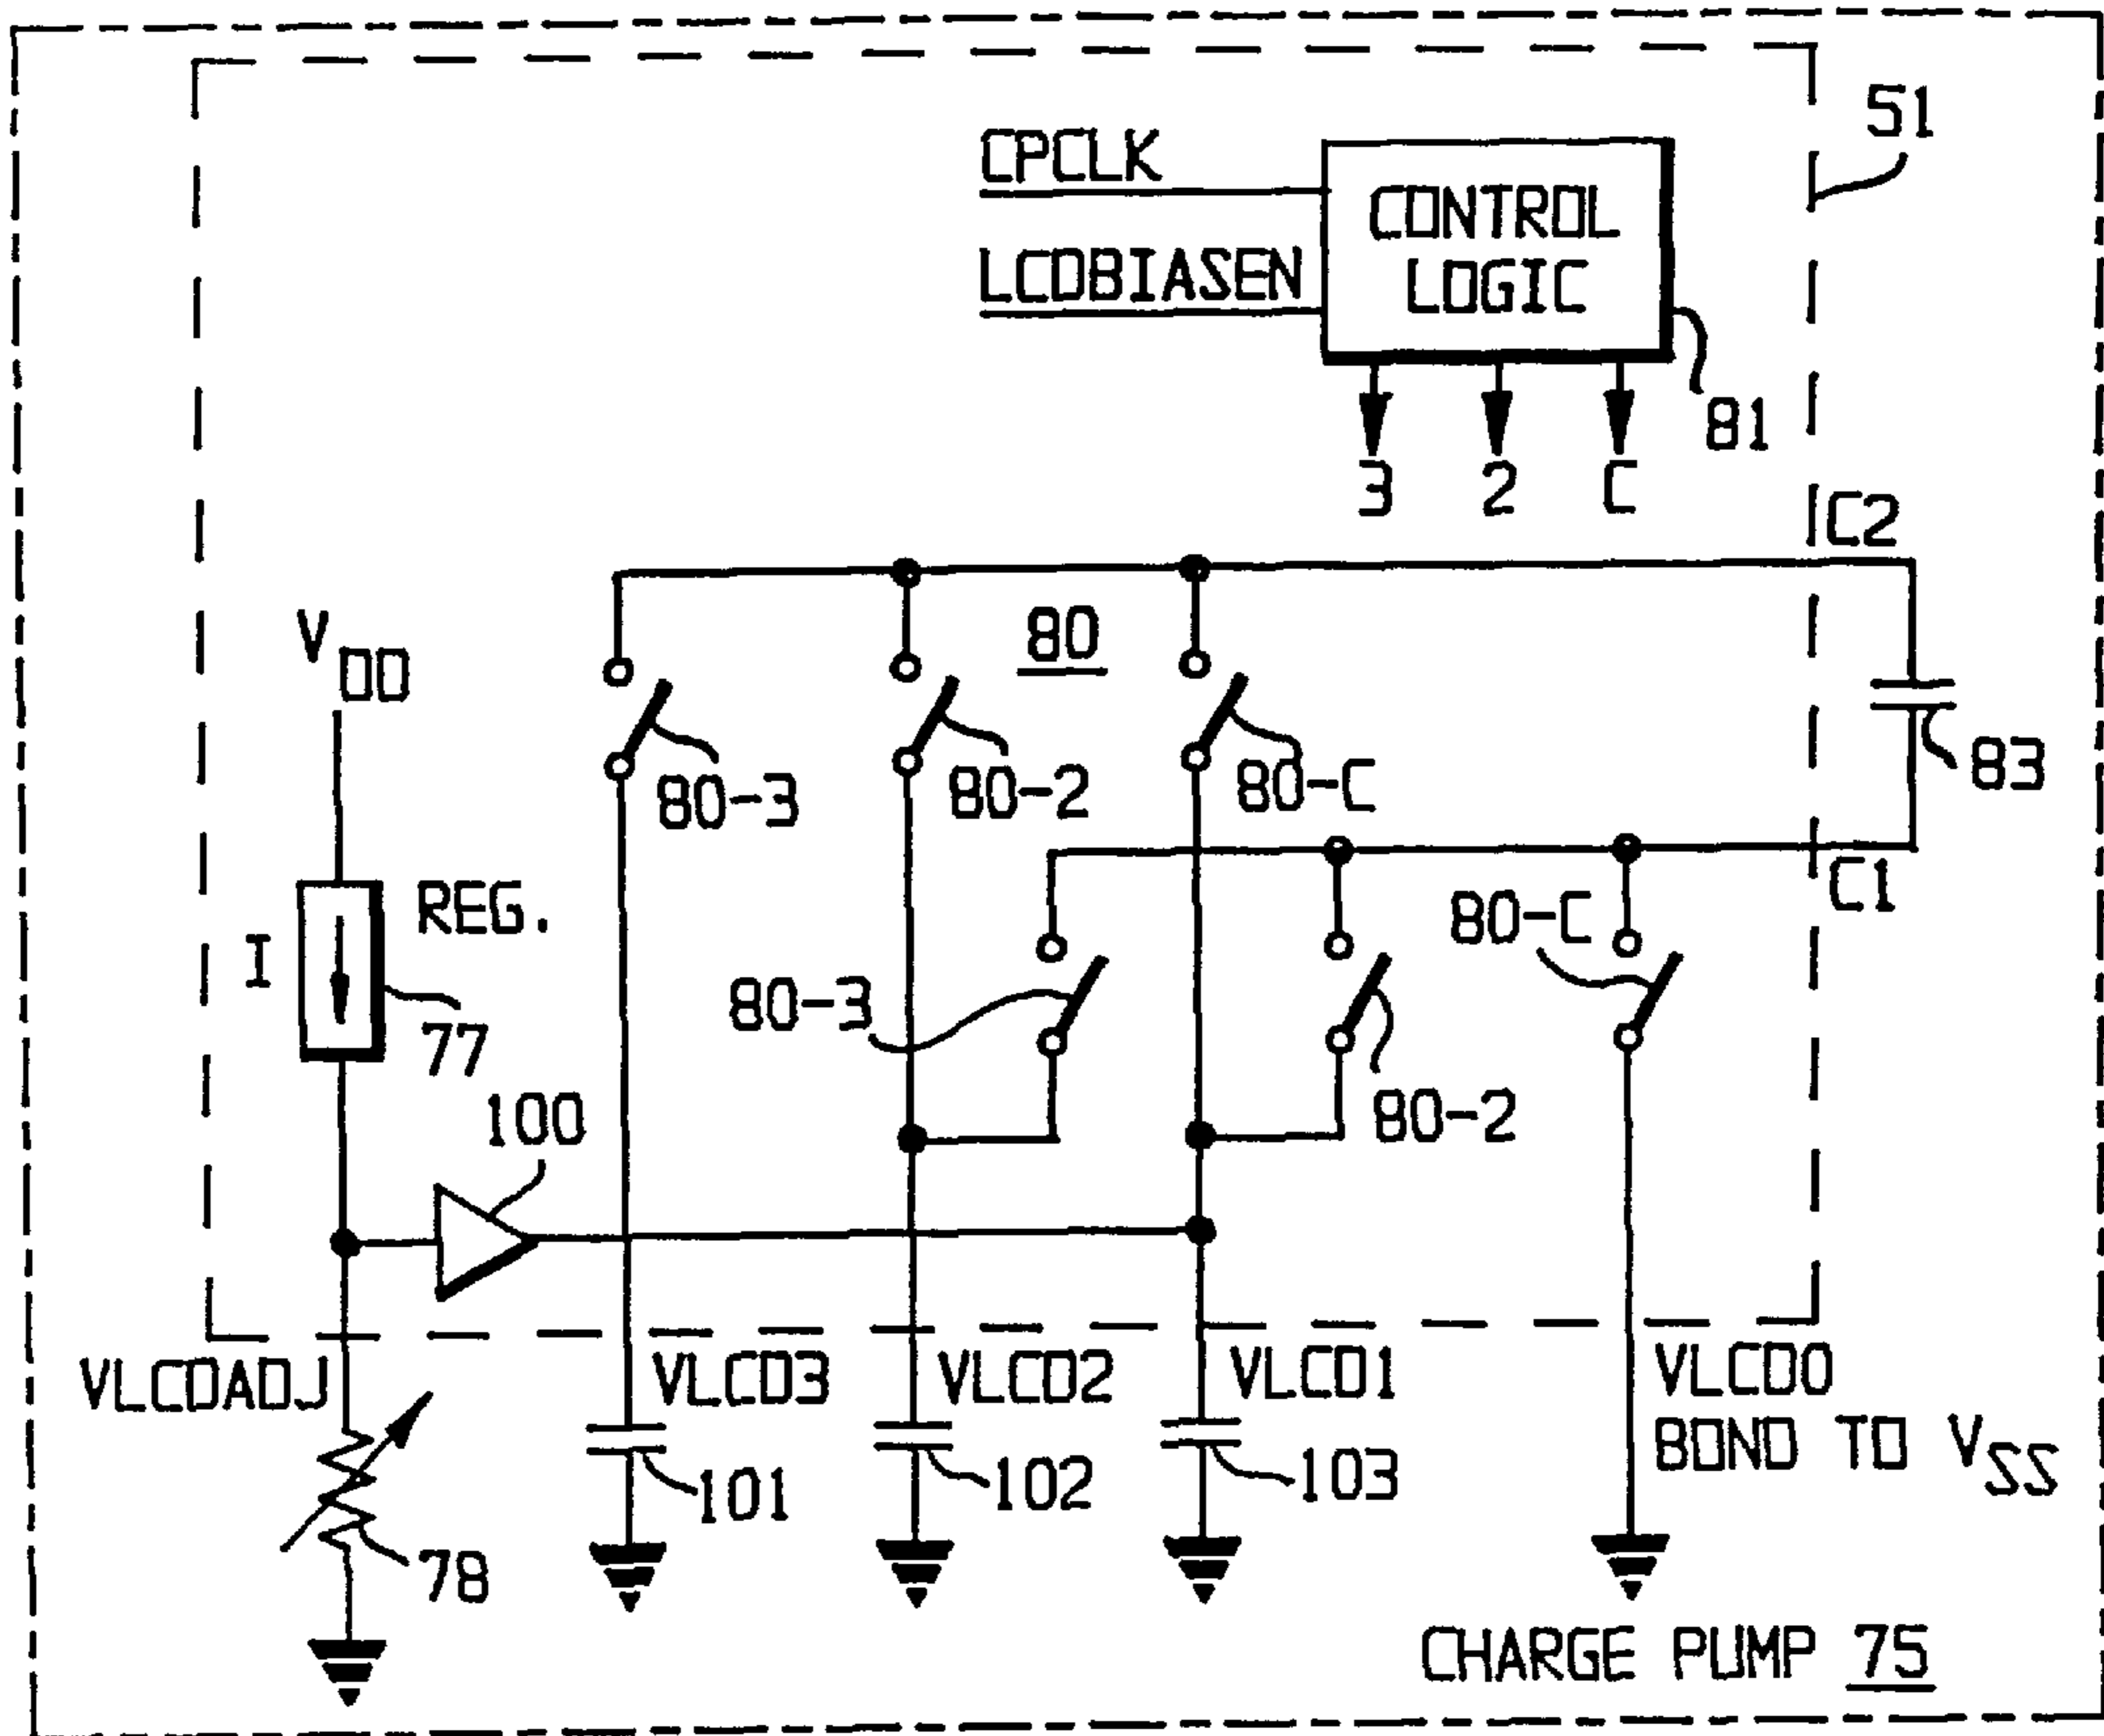 51
CPCLK
LCDBIASEN
CONTROL
LOGIC
81
3 2 C
C2
V DD
80
80-3
80-2
80-C
83
C1
I
REG.
77
80-3
80-C
80-2
100
VLCDADJ
VLCD3
VLCD2
VLCD1
VLCD0
BOND TO VSS
101
102
103
78
CHARGE PUMP 75